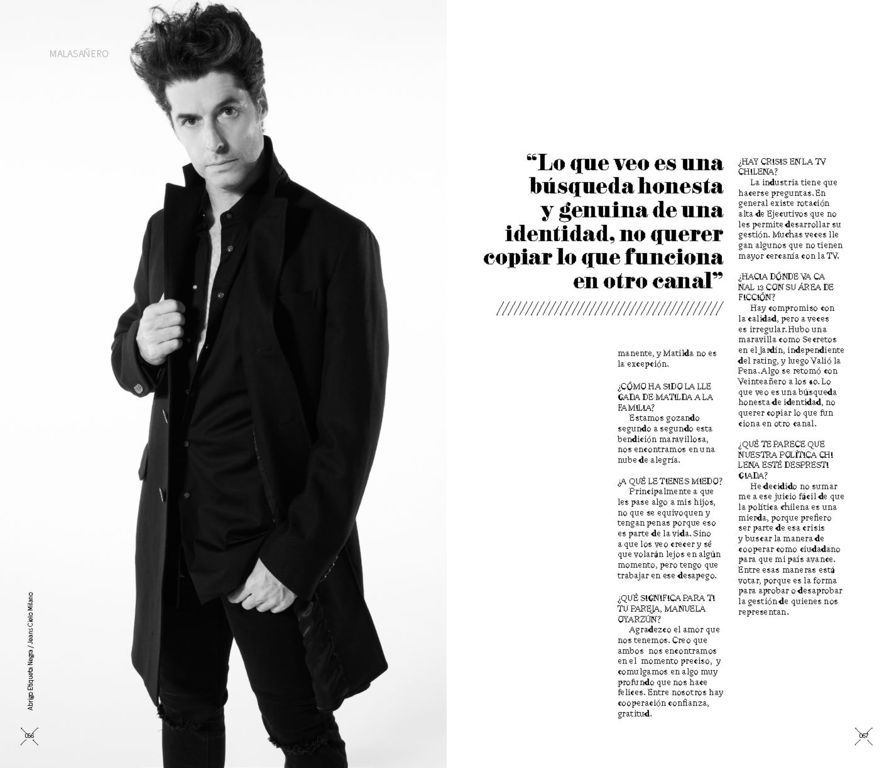 MALASAÑERO
Abrigo Etiqueta Negra / Jeans Cielo Milano
056
“Lo que veo es una
búsqueda honesta
y genuina de una
identidad, no querer
copiar lo que funciona
en otro canal”
manente, y Matilda no es
la excepción.
¿CÓMO HA SIDO LA LLE
GADA DE MATILDA A LA
FAMILIA?
Estamos gozando
segundo a segundo esta
bendición maravillosa,
nos encontramos en una
nube de alegría.
¿A QUÉ LE TIENES MIEDO?
Principalmente a que
les pase algo a mis hijos,
no que se equivoquen y
tengan penas porque eso
es parte de la vida. Sino
a que los veo crecer y sé
que volarán lejos en algún
momento, pero tengo que
trabajar en ese desapego.
¿QUÉ SIGNIFICA PARA TI
TU PAREJA, MANUELA
OYARZÚN?
Agradezco el amor que
nos tenemos. Creo que
ambos nos encontramos
en el momento preciso, y
comulgamos en algo muy
profundo que nos hace
felices. Entre nosotros hay
cooperación confianza,
gratitud.
¿HAY CRISIS EN LA TV
CHILENA?
La industria tiene que
hacerse preguntas. En
general existe rotación
alta de Ejecutivos que no
les permite desarrollar su
gestión. Muchas veces lle
gan algunos que no tienen
mayor cercanía con la TV.
¿HACIA DÓNDE VA CA
NAL 13 CON SU ÁREA DE
FICCIÓN?
Hay compromiso con
la calidad, pero a veces
es irregular. Hubo una
maravilla como Secretos
en el Jardín, independiente
del rating, y luego Valió la
Pena. Algo se retomó con
Veinteañero a los 40. Lo
que veo es una búsqueda
honesta de identidad, no
querer copiar lo que fun
ciona en otro canal.
¿QUÉ TE PARECE QUE
NUESTRA POLÍTICA CHI
LENA ESTÉ DESPRESTI
GIADA?
He decidido no sumar
me a ese juicio fácil de que
la política chilena es una
mierda, porque prefiero
ser parte de esa crisis
y buscar la manera de
cooperar como ciudadano
para que mi país avance.
Entre esas maneras está
votar, porque es la forma
para aprobar o desaprobar
la gestión de quienes nos
representan.
057